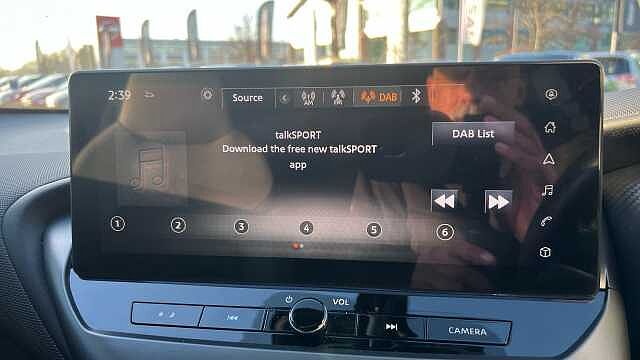 2:39
Source
AM
DAB
talkSPORT
Download the free new talkSPORT
app
DAB List
1 2 3 4 5 6
VOL
CAMERA